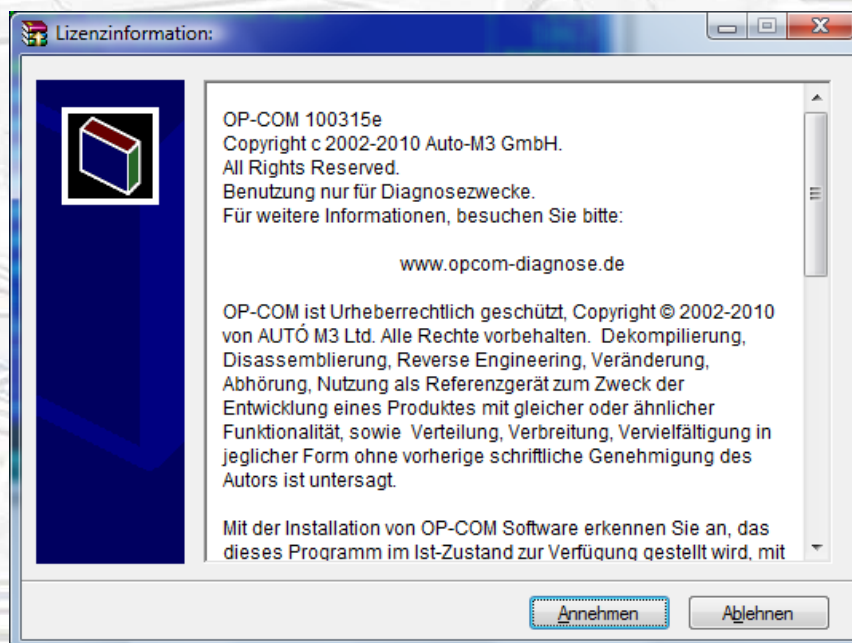 Lizenzinformation:
OP-COM 100315e
Copyright c 2002-2010 Auto-M3 GmbH.
All Rights Reserved.
Benutzung nur für Diagnosezwecke.
Für weitere Informationen, besuchen Sie bitte:
www.opcom-diagnose.de
OP-COM ist Urheberrechtlich geschützt, Copyright © 2002-2010
von AUTÓ M3 Ltd. Alle Rechte vorbehalten.  Dekompilierung,
Disassemblierung, Reverse Engineering, Veränderung,
Abhörung, Nutzung als Referenzgerät zum Zweck der
Entwicklung eines Produktes mit gleicher oder ähnlicher
Funktionalität, sowie  Verteilung, Verbreitung, Vervielfältigung in
jeglicher Form ohne vorherige schriftliche Genehmigung des
Autors ist untersagt.
Mit der Installation von OP-COM Software erkennen Sie an, das
dieses Programm im Ist-Zustand zur Verfügung gestellt wird, mit
Annehmen
Ablehnen